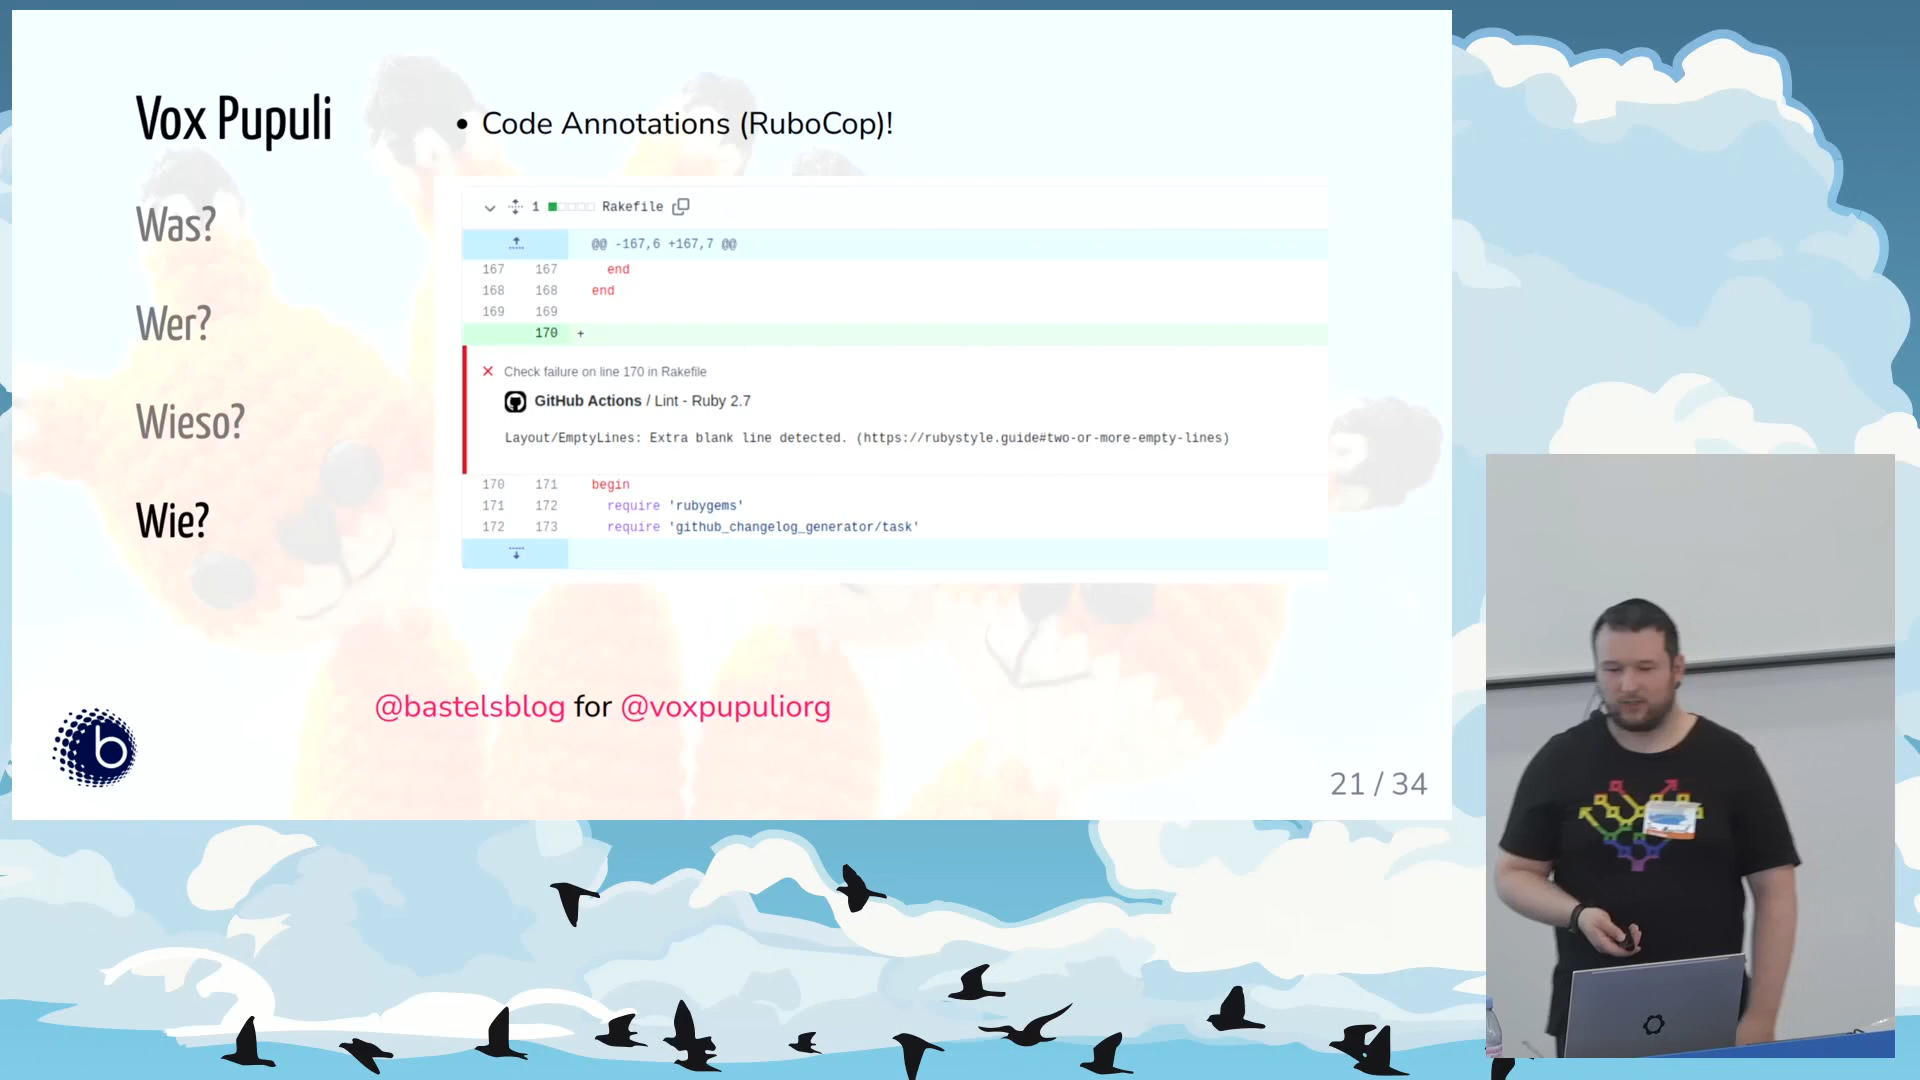 Vox Pupuli
Was?
Wer?
Wieso?
Wie?
• Code Annotations (RuboCop)!
1 Rakefile
@@ -167,6 +167,7 @@
167 167 end
168 168 end
169 169
170 +
Check failure on line 170 in Rakefile
GitHub Actions / Lint - Ruby 2.7
Layout/EmptyLines: Extra blank line detected. (https://rubystyle.guide#two-or-more-empty-lines)
170 171 begin
171 172 require 'rubygems'
172 173 require 'github_changelog_generator/task'
@bastelsblog for @voxpupuliorg
b
21 / 34